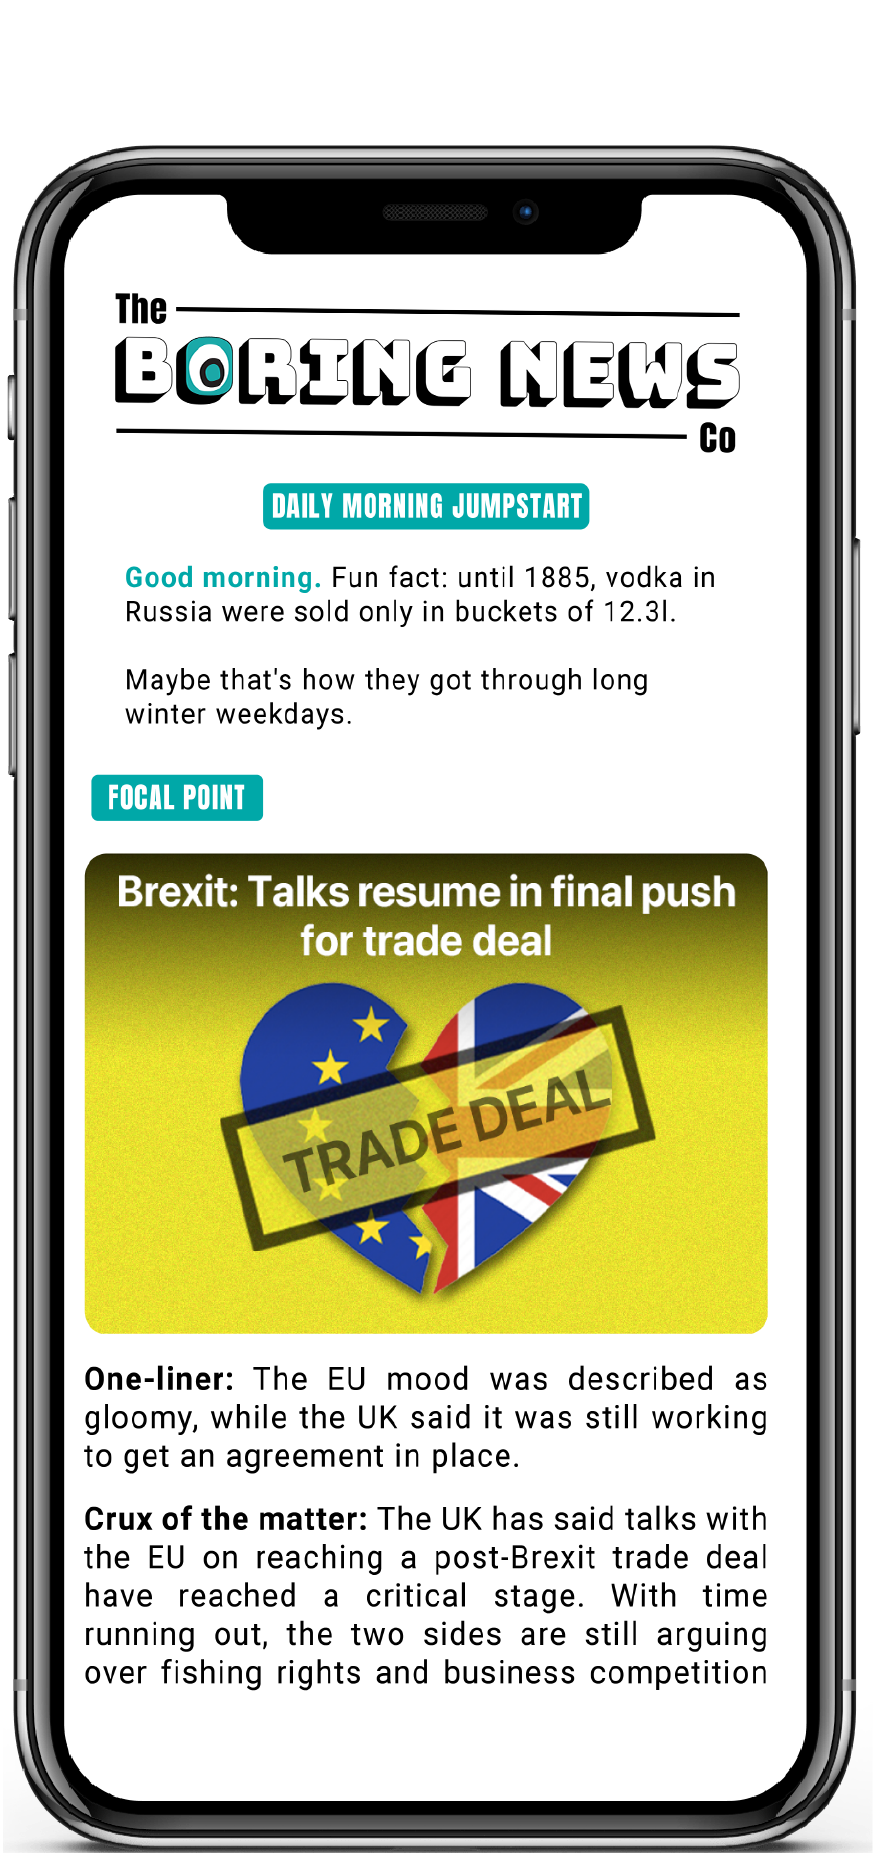 The
BORING NEWS
Co
DAILY MORNING JUMPSTART
Good morning. Fun fact: until 1885, vodka in
Russia were sold only in buckets of 12.3l.
Maybe that's how they got through long
winter weekdays.
FOCAL POINT
Brexit: Talks resume in final push
for trade deal
TRADE DEAL
One-liner: The EU mood was described as
gloomy, while the UK said it was still working
to get an agreement in place.
Crux of the matter: The UK has said talks with
the EU on reaching a post-Brexit trade deal
have reached a critical stage. With time
running out, the two sides are still arguing
over fishing rights and business competition